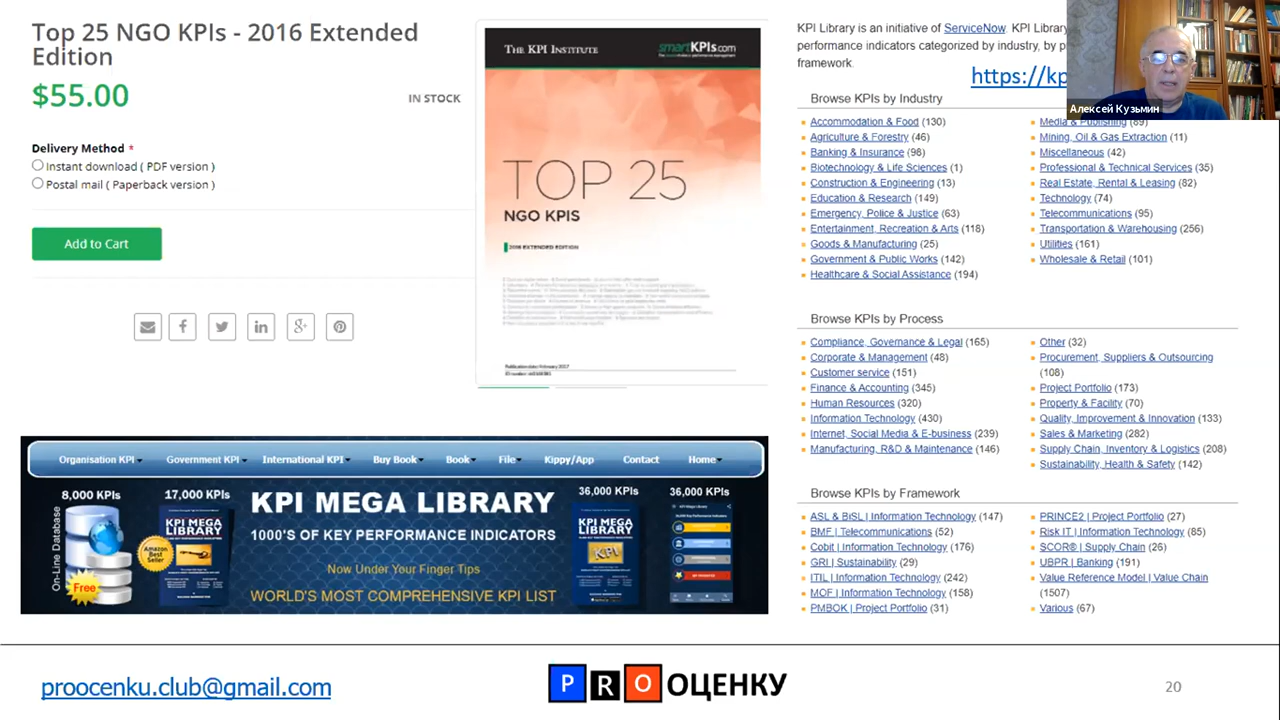 Top 25 NGO KPIs - 2016 Extended
Edition
$55.00
IN STOCK
Delivery Method *
Instant download ( PDF version )
Postal mail ( Paperback version )
Add to Cart
THE KPI INSTITUTE
smartKPIs.com
TOP 25
NGO KPIS
2016 EXTENDED EDITION
Publication date: February 2017
KPI Library is an initiative of ServiceNow. KPI Library
performance indicators categorized by industry, by p
framework.
https://kp
Алексей Кузьмин
Browse KPIs by Industry
Accommodation & Food (130)
Agriculture & Forestry (46)
Banking & Insurance (98)
Biotechnology & Life Sciences (1)
Construction & Engineering (13)
Education & Research (149)
Emergency, Police & Justice (63)
Entertainment, Recreation & Arts (118)
Goods & Manufacturing (25)
Government & Public Works (142)
Healthcare & Social Assistance (194)
Media & Publishing (89)
Mining, Oil & Gas Extraction (11)
Miscellaneous (42)
Professional & Technical Services (35)
Real Estate, Rental & Leasing (82)
Technology (74)
Telecommunications (95)
Transportation & Warehousing (256)
Utilities (161)
Wholesale & Retail (101)
Browse KPIs by Process
Compliance, Governance & Legal (165)
Corporate & Management (48)
Customer service (151)
Finance & Accounting (345)
Human Resources (320)
Information Technology (430)
Internet, Social Media & E-business (239)
Manufacturing, R&D & Maintenance (146)
Other (32)
Procurement, Suppliers & Outsourcing
(108)
Project Portfolio (173)
Property & Facility (70)
Quality, Improvement & Innovation (133)
Sales & Marketing (282)
Supply Chain, Inventory & Logistics (208)
Sustainability, Health & Safety (142)
Browse KPIs by Framework
ASL & BiSL | Information Technology (147)
BMF | Telecommunications (52)
Cobit | Information Technology (176)
GRI | Sustainability (29)
ITIL | Information Technology (242)
MOF | Information Technology (158)
PMBOK | Project Portfolio (31)
PRINCE2 | Project Portfolio (27)
Risk IT | Information Technology (85)
SCOR® | Supply Chain (26)
UBPR | Banking (191)
Value Reference Model | Value Chain
(1507)
Various (67)
Organisation KPI
Government KPI
International KPI
Buy Book
Book
File
Kippy/App
Contact
Home
8,000 KPIs
17,000 KPIs
KPI MEGA LIBRARY
36,000 KPIs
36,000 KPIs
1000'S OF KEY PERFORMANCE INDICATORS
Now Under Your Finger Tips
WORLD'S MOST COMPREHENSIVE KPI LIST
On-Line Database
Free
KPI MEGA
LIBRARY
Amazon
Best
Seller
KPI MEGA
LIBRARY
KPI
proocenku.club@gmail.com
PRO ОЦЕНКУ
20